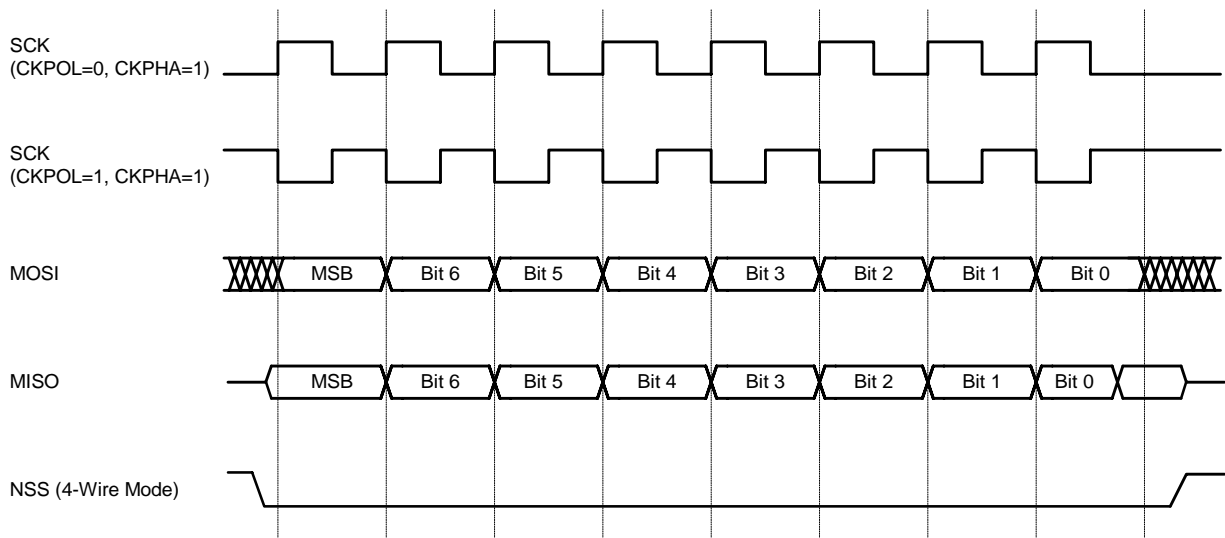 SCK
(CKPOL=0, CKPHA=1)
SCK
(CKPOL=1, CKPHA=1)
MOSI
MSB Bit 6 Bit 5 Bit 4 Bit 3 Bit 2 Bit 1 Bit 0
MISO
MSB Bit 6 Bit 5 Bit 4 Bit 3 Bit 2 Bit 1 Bit 0
NSS (4-Wire Mode)